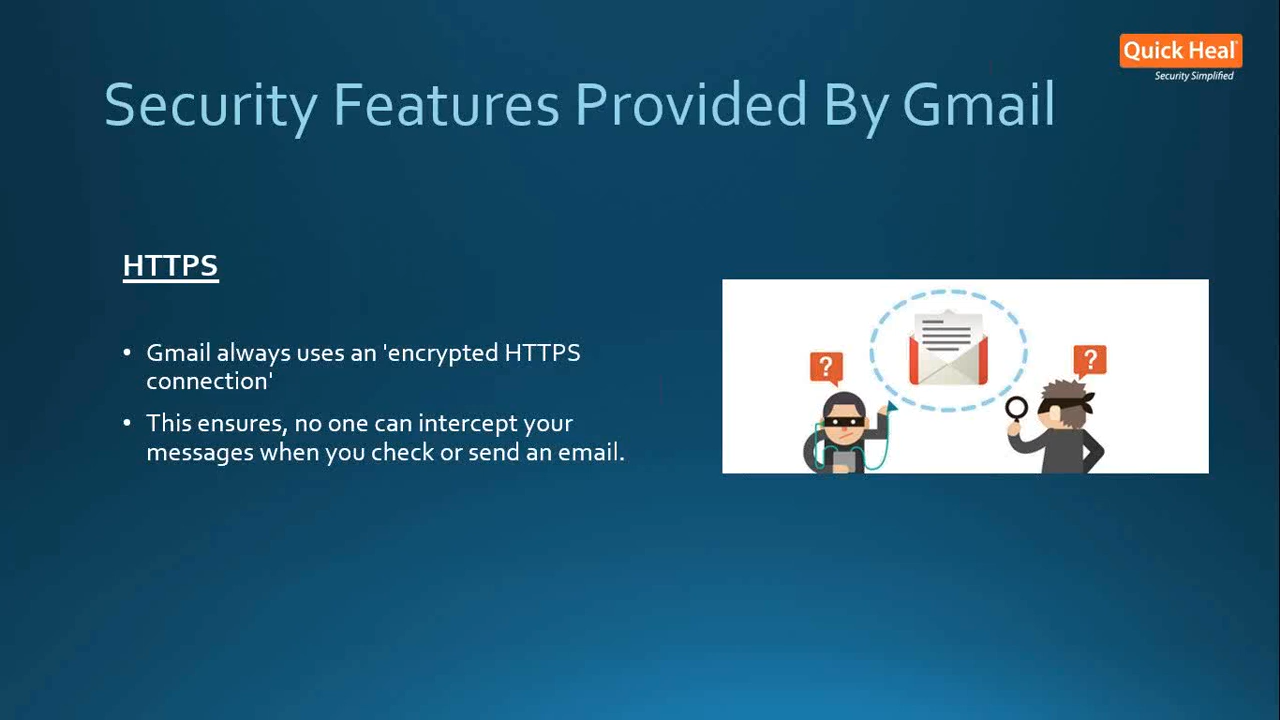 Quick Heal
Security Simplified
Security Features Provided By Gmail
HTTPS
• Gmail always uses an 'encrypted HTTPS
connection'
• This ensures, no one can intercept your
messages when you check or send an email.
?
?